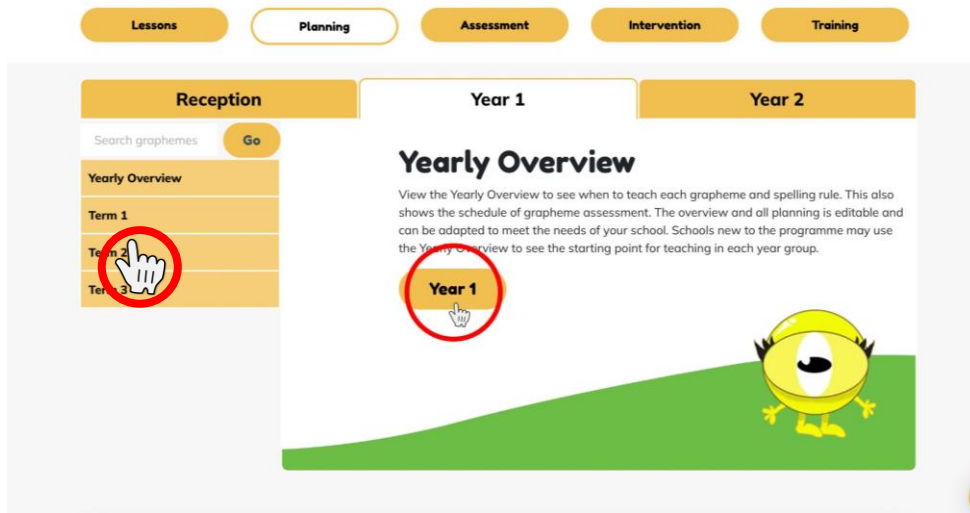 Lessons
Planning
Assessment
Intervention
Training
Reception
Year 1
Year 2
Search graphemes
Go
Yearly Overview
Term 1
Term 2
Term 3
Yearly Overview
View the Yearly Overview to see when to teach each grapheme and spelling rule. This also
shows the schedule of grapheme assessment. The overview and all planning is editable and
can be adapted to meet the needs of your school. Schools new to the programme may use
the Yearly Overview to see the starting point for teaching in each year group.
Year 1